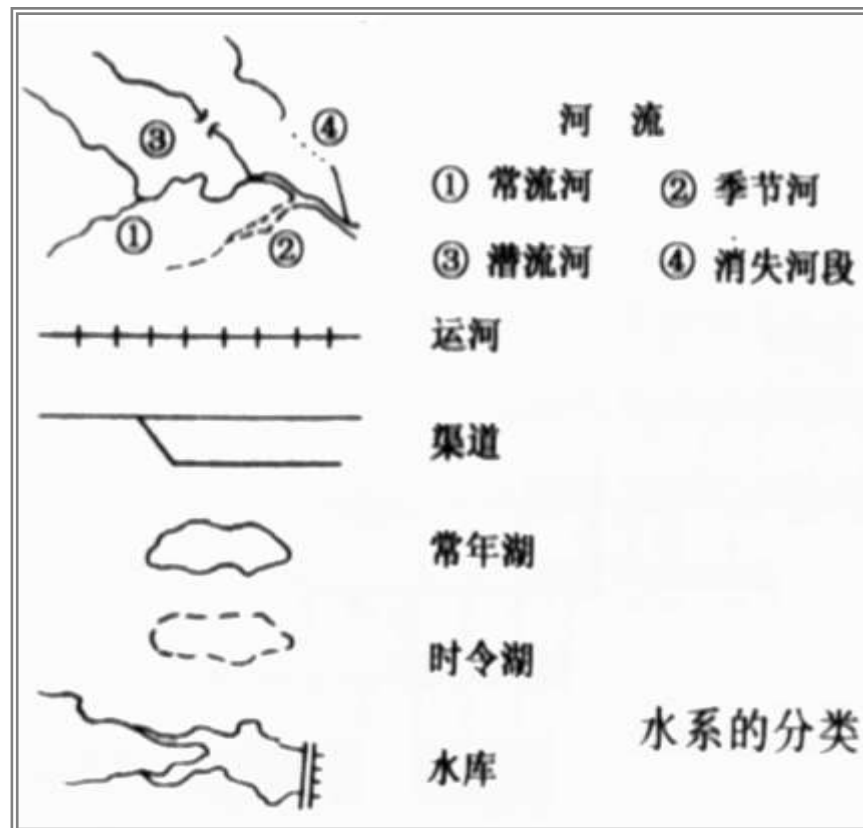 ③
④
①
②
河 流
① 常流河 ② 季节河
③ 潜流河 ④ 消失河段
运河
渠道
常年湖
时令湖
水系的分类
水库